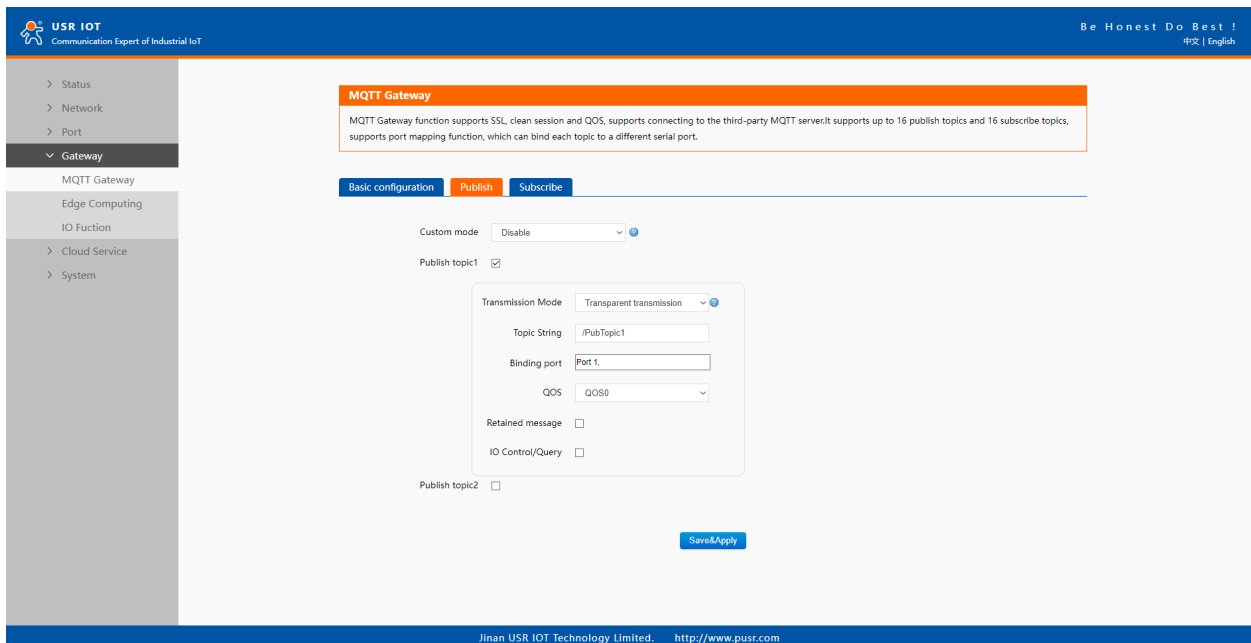 USR IOT
Communication Expert of Industrial IoT
Be Honest Do Best !
中文 | English
Status
Network
Port
Gateway
MQTT Gateway
Edge Computing
IO Fuction
Cloud Service
System
MQTT Gateway
MQTT Gateway function supports SSL, clean session and QOS, supports connecting to the third-party MQTT server.It supports up to 16 publish topics and 16 subscribe topics,
supports port mapping function, which can bind each topic to a different serial port.
Basic configuration Publish Subscribe
Custom mode Disable
Publish topic1
Transmission Mode Transparent transmission
Topic String /PubTopic1
Binding port Port 1,
QOS QOS0
Retained message
IO Control/Query
Publish topic2
Save&Apply
Jinan USR IOT Technology Limited. http://www.pusr.com